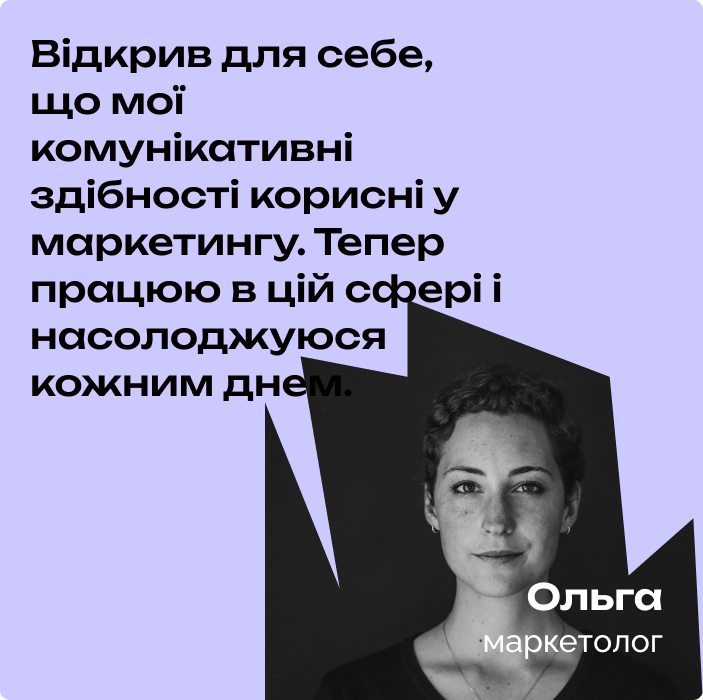 Відкрив для себе,
що мої
комунікативні
здібності корисні у
маркетингу. Тепер
працюю в цій сфері і
насолоджуюся
кожним днем.
Ольга
маркетолог